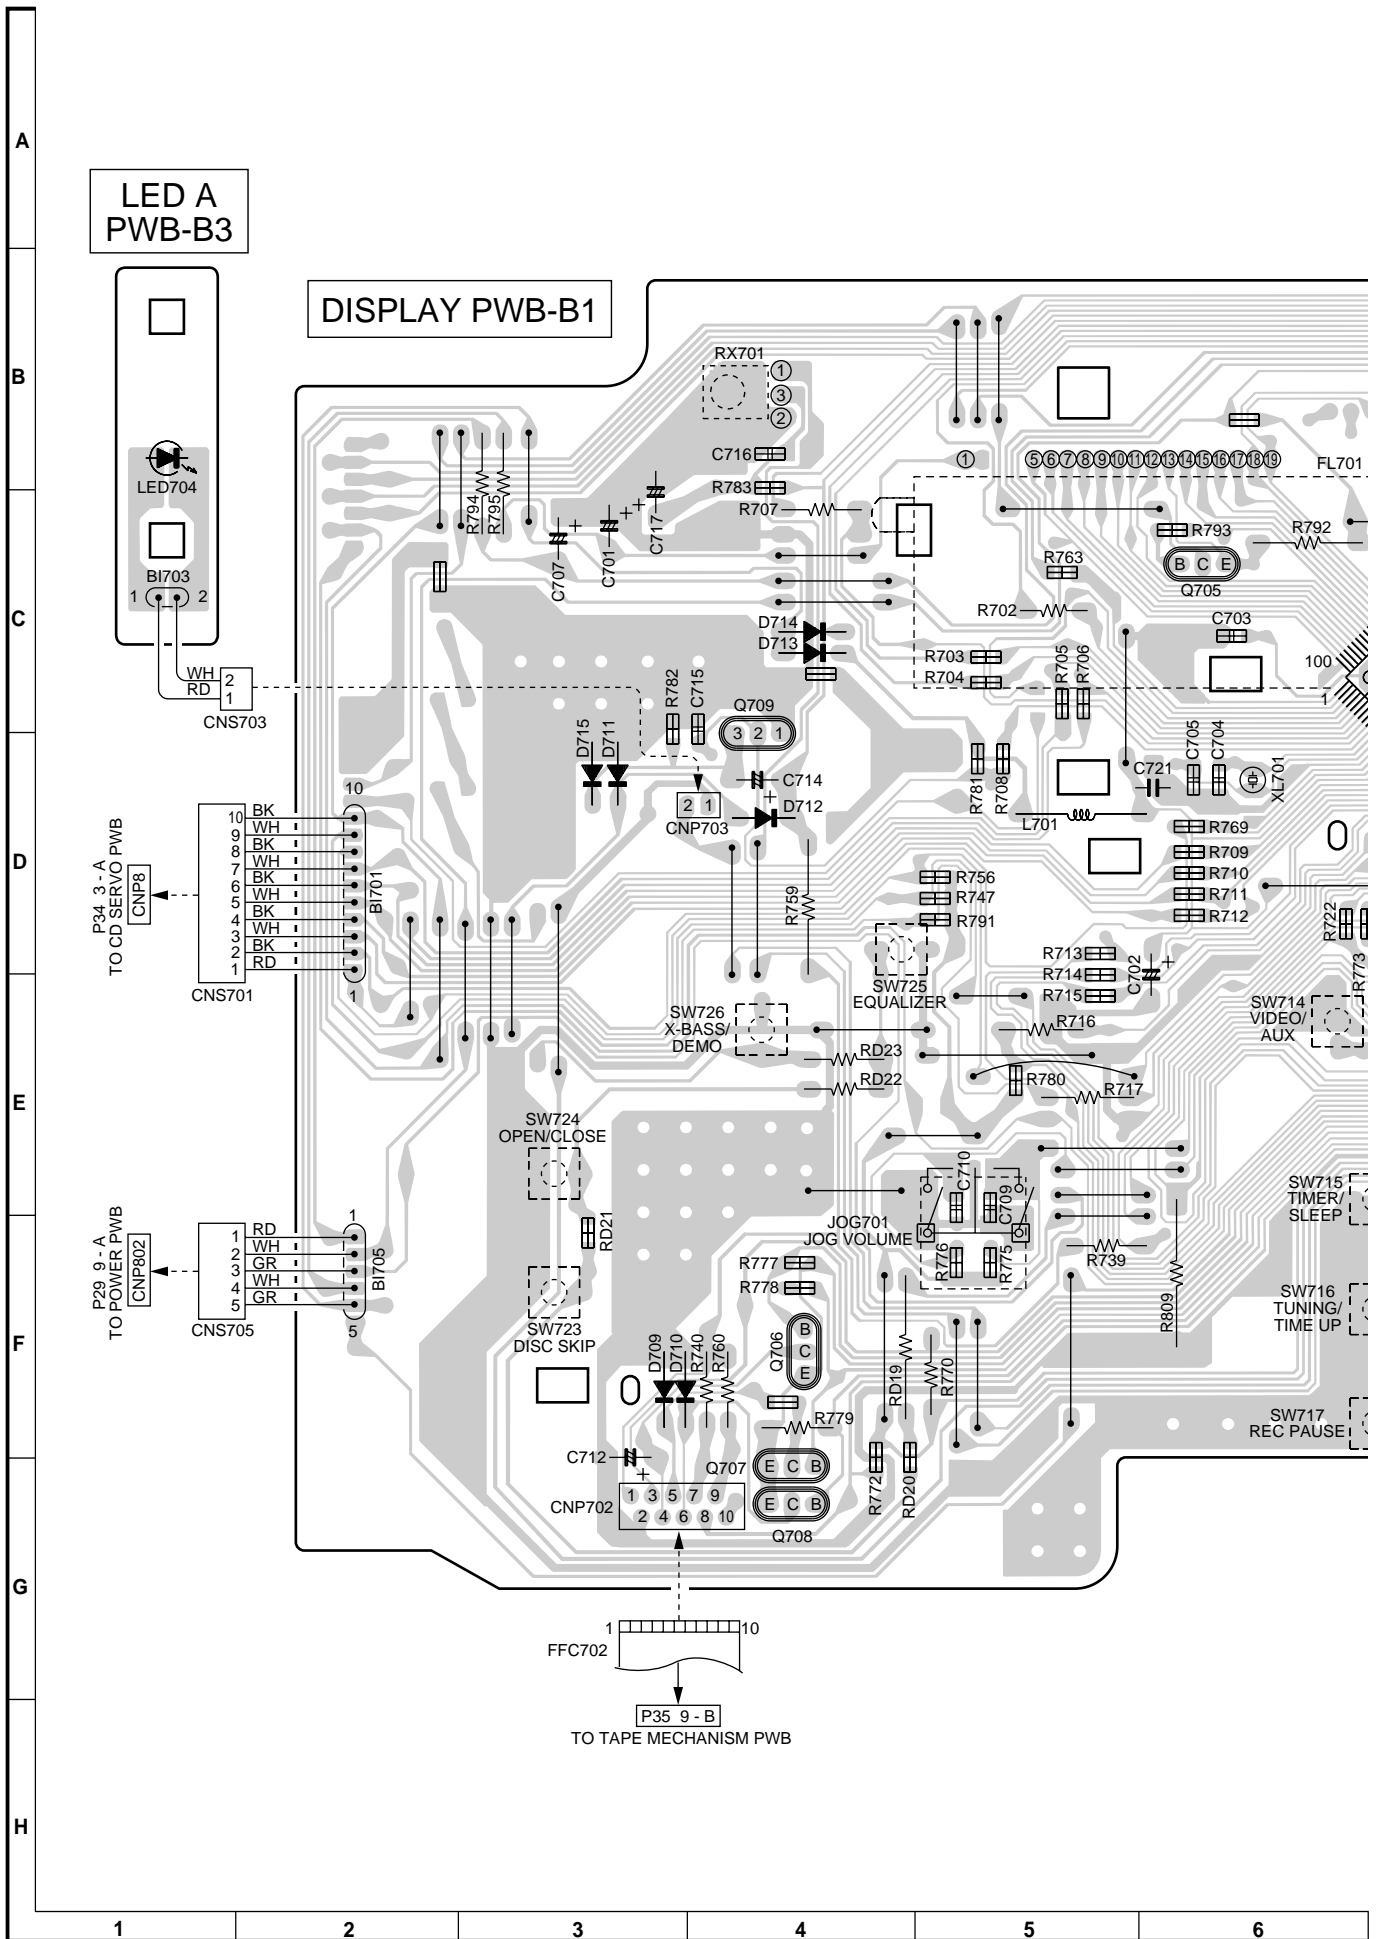 A
LED A
PWB-B3
DISPLAY PWB-B1
B
RX701
1
3
2
C716
R783
R707
1
5 6 7 8 9 10 11 12 13 14 15 16 17 18 19
FL701
LED704
R794
R795
C707
+
C701
+
C717
+
R793
R792
R763
B C E
Q705
BI703
1
2
C
R702
C703
D714
D713
R703
R704
R705
R706
100
1
WH
RD
2
1
CNS703
R782
C715
Q709
3 2 1
D715
D711
C714
+
D712
2 1
CNP703
R781
R708
C721
C705
C704
XL701
L701
D
P34 3 - A
TO CD SERVO PWB
CNP8
10 BK
9 WH
8 BK
7 WH
6 BK
5 WH
4 BK
3 WH
2 BK
1 RD
CNS701
10
BI701
1
R759
R756
R747
R791
R769
R709
R710
R711
R712
R722
R773
R713
R714
R715
C702
+
SW725
EQUALIZER
SW726
X-BASS/
DEMO
SW714
VIDEO/
AUX
R716
RD23
RD22
R780
R717
E
SW724
OPEN/CLOSE
C710
C709
JOG701
JOG VOLUME
R776
R775
R739
R809
SW715
TIMER/
SLEEP
RD21
P29 9 - A
TO POWER PWB
CNP802
1 RD
2 WH
3 GR
4 WH
5 GR
CNS705
1
BI705
5
R777
R778
SW716
TUNING/
TIME UP
F
SW723
DISC SKIP
D709
D710
R740
R760
Q706
B
C
E
RD19
R770
R779
SW717
REC PAUSE
C712
+
Q707
E C B
R772
RD20
CNP702
1 3 5 7 9
2 4 6 8 10
E C B
Q708
G
1
10
FFC702
P35 9 - B
TO TAPE MECHANISM PWB
H
1 2 3 4 5 6